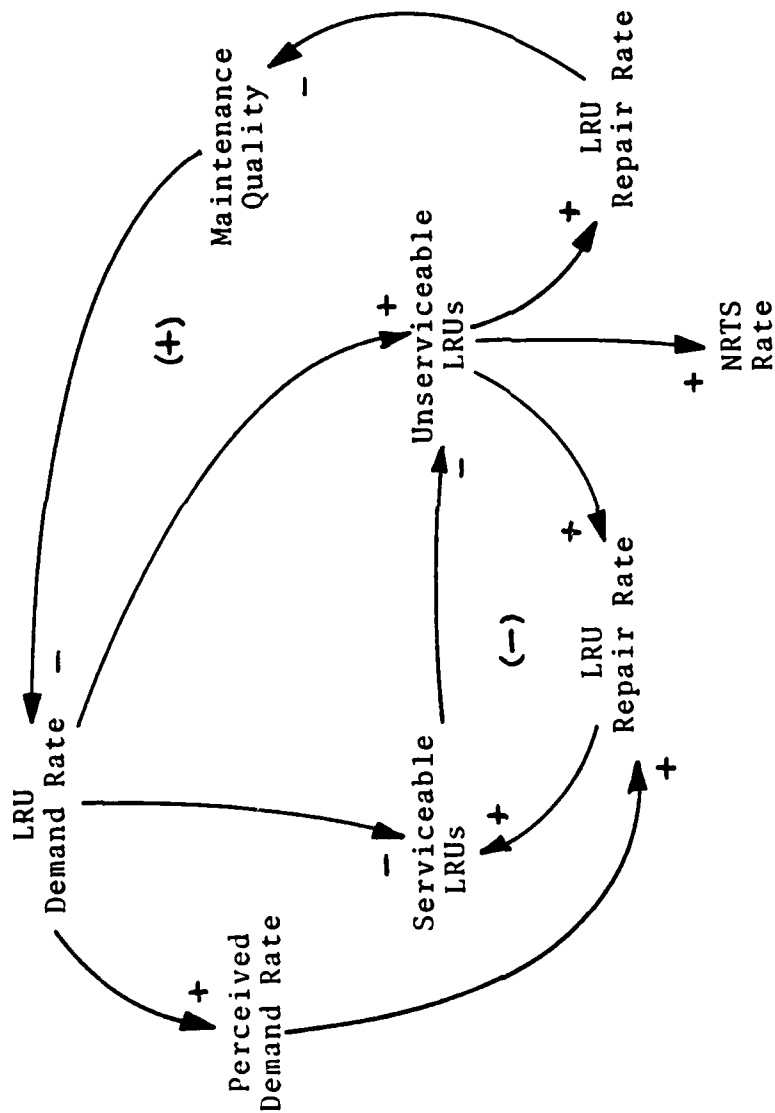 LRU
Demand Rate
−
(+)
+
Perceived
Demand Rate
Maintenance
Quality
−
−
Serviceable
LRUs
+
+
Unserviceable
LRUs
−
(−)
+
LRU
Repair Rate
+
+
NRTS
Rate
+
LRU
Repair Rate